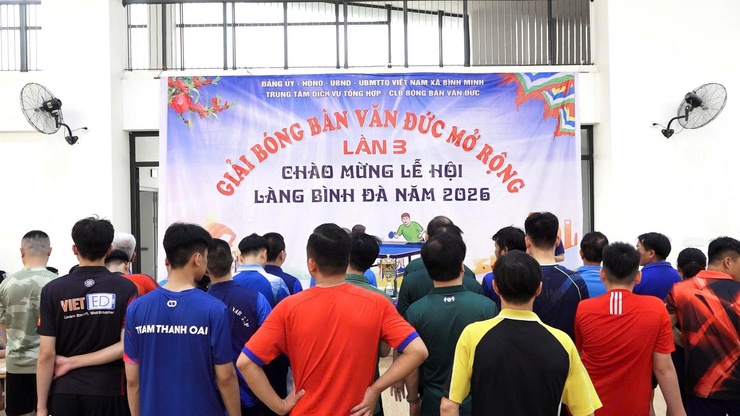 ĐẢNG ỦY - HĐND - UBND - UBMTTQ VIỆT NAM XÃ BÌNH MINH
TRUNG TÂM DỊCH VỤ TỔNG HỢP - CLB BÓNG BÀN VĂN ĐỨC
GIẢI BÓNG BÀN VĂN ĐỨC MỞ RỘNG
LẦN 3
CHÀO MỪNG LỄ HỘI
LÀNG BÌNH ĐÀ NĂM 2026
VIET ED
TEAM THANH OAI